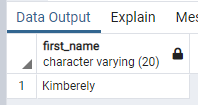 Data Output Explain Mes
first_name
character varying (20)
1 Kimberely